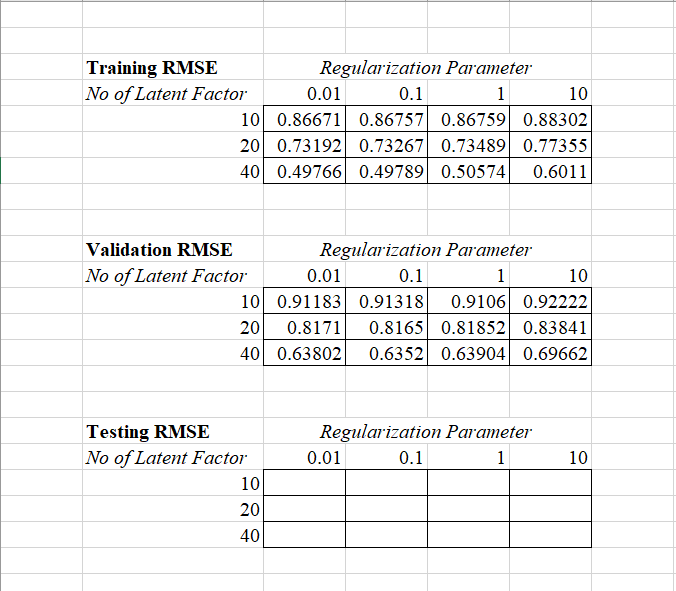 Training RMSE Regularization Parameter
No of Latent Factor 0.01 0.1 1 10
10 0.86671 0.86757 0.86759 0.88302
20 0.73192 0.73267 0.73489 0.77355
40 0.49766 0.49789 0.50574 0.6011
Validation RMSE Regularization Parameter
No of Latent Factor 0.01 0.1 1 10
10 0.91183 0.91318 0.9106 0.92222
20 0.8171 0.8165 0.81852 0.83841
40 0.63802 0.6352 0.63904 0.69662
Testing RMSE Regularization Parameter
No of Latent Factor 0.01 0.1 1 10
10
20
40